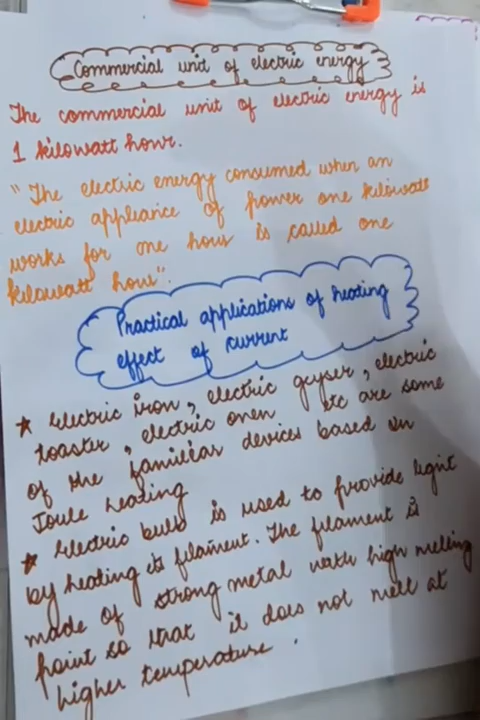 Commercial unit of electric energy
The commercial unit of electric energy is
1 kilowatt hour.
"The electric energy consumed when an
electric appliance of power one kilowatt
works for one hour is called one
kilowatt hour".
Practical applications of heating
effect of current
★ Electric iron, electric geyser, electric
toaster, electric oven etc are some
of the familiar devices based on
Joule heating
★ Electric bulb is used to provide light
by heating its filament. The filament is
made of strong metal with high melting
point so that it does not melt at
higher temperature.